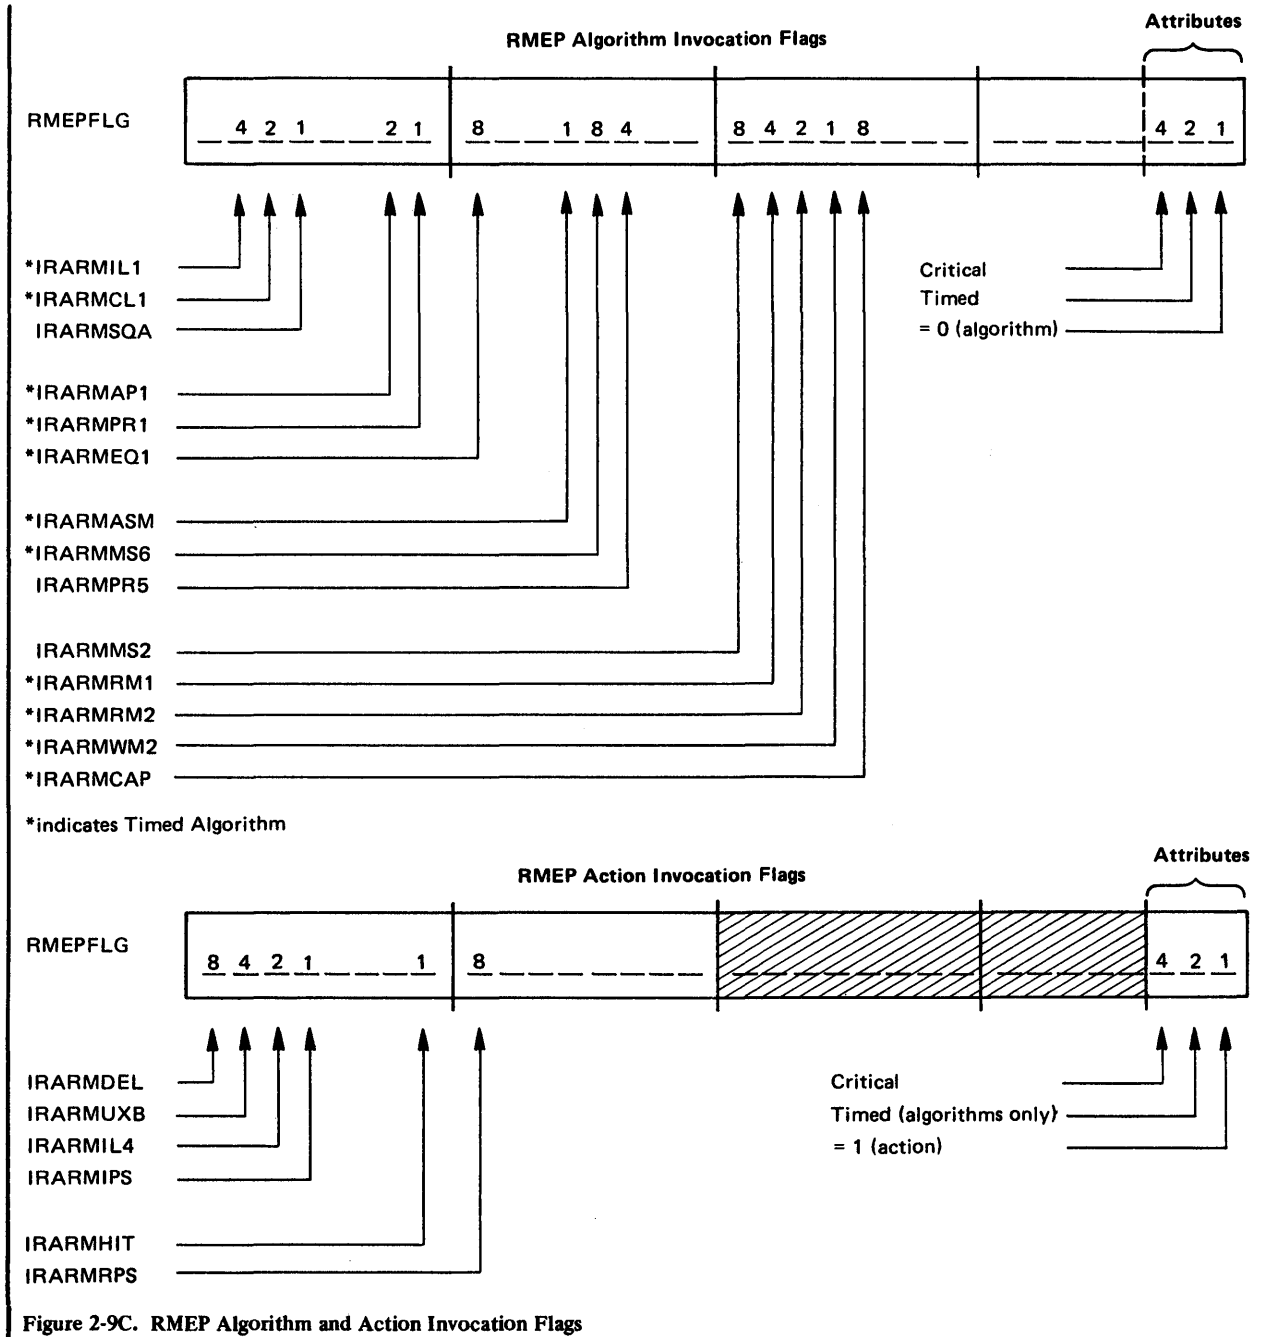 Attributes
RMEP Algorithm Invocation Flags
RMEPFLG
4 2 1 2 1 8 1 8 4 8 4 2 1 8 4 2 1
*IRARMIL1
Critical
*IRARMCL1
Timed
IRARMSQA
= 0 (algorithm)
*IRARMAP1
*IRARMPR1
*IRARMEQ1
*IRARMASM
*IRARMMS6
IRARMPR5
IRARMMS2
*IRARMRM1
*IRARMRM2
*IRARMWM2
*IRARMCAP
*indicates Timed Algorithm
Attributes
RMEP Action Invocation Flags
RMEPFLG
8 4 2 1 1 8 4 2 1
IRARMDEL
Critical
IRARMUXB
Timed (algorithms only)
IRARMIL4
= 1 (action)
IRARMIPS
IRARMHIT
IRARMRPS
Figure 2-9C. RMEP Algorithm and Action Invocation Flags